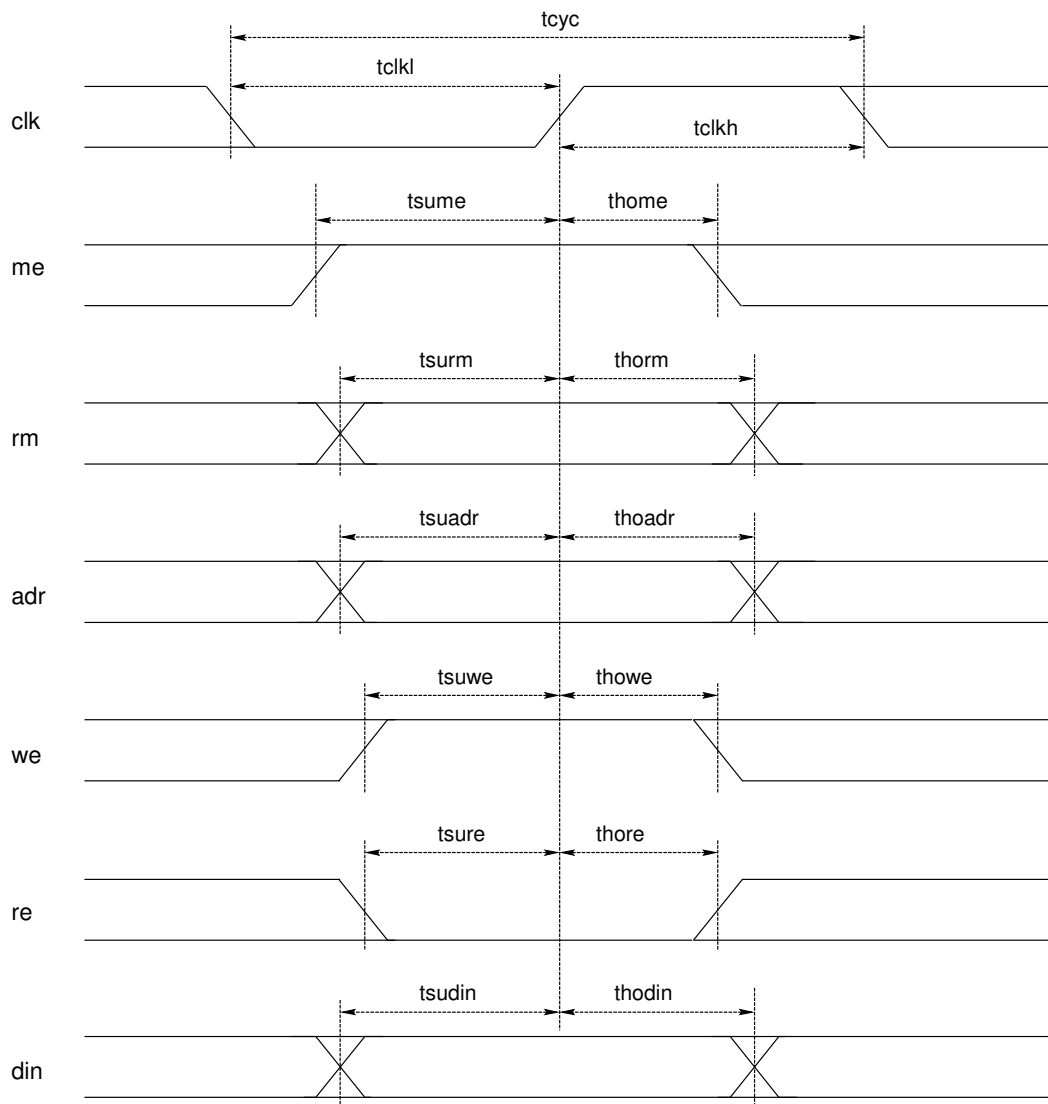 tcyc
tclkl
clk
tclkh
tsume thome
me
tsurm thorm
rm
tsuadr thoadr
adr
tsuwe thowe
we
tsure thore
re
tsudin thodin
din